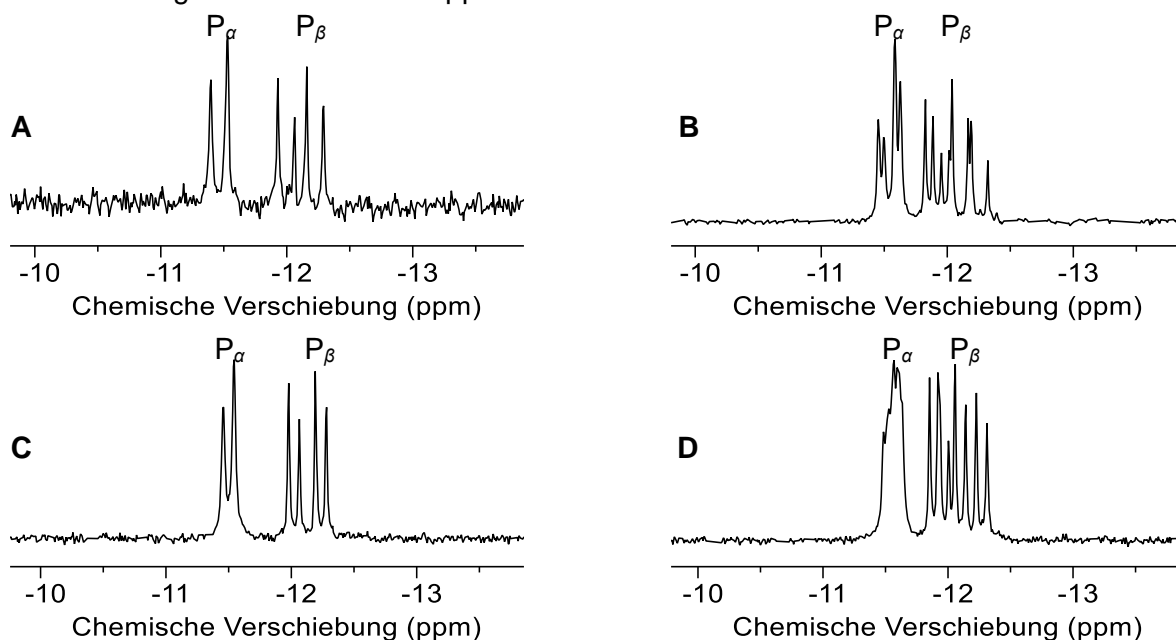 Pα Pβ
A
-10 -11 -12 -13
Chemische Verschiebung (ppm)
Pα Pβ
B
-10 -11 -12 -13
Chemische Verschiebung (ppm)
Pα Pβ
C
-10 -11 -12 -13
Chemische Verschiebung (ppm)
Pα Pβ
D
-10 -11 -12 -13
Chemische Verschiebung (ppm)